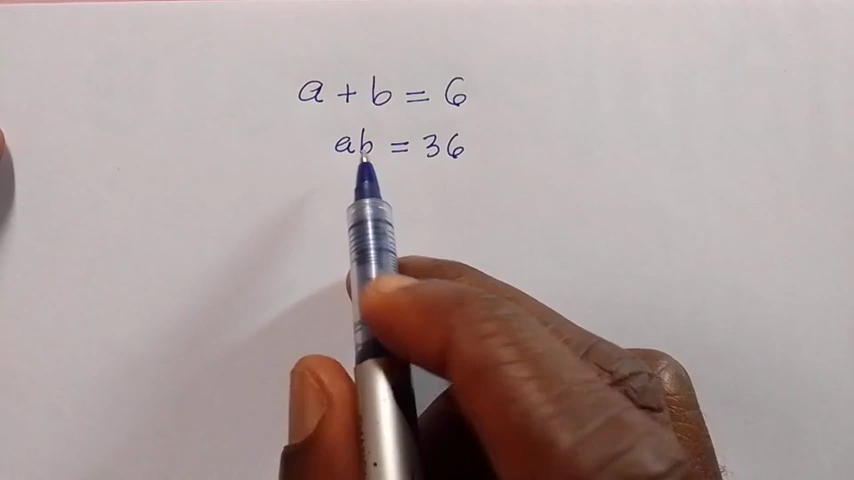 a + b = 6
ab = 36